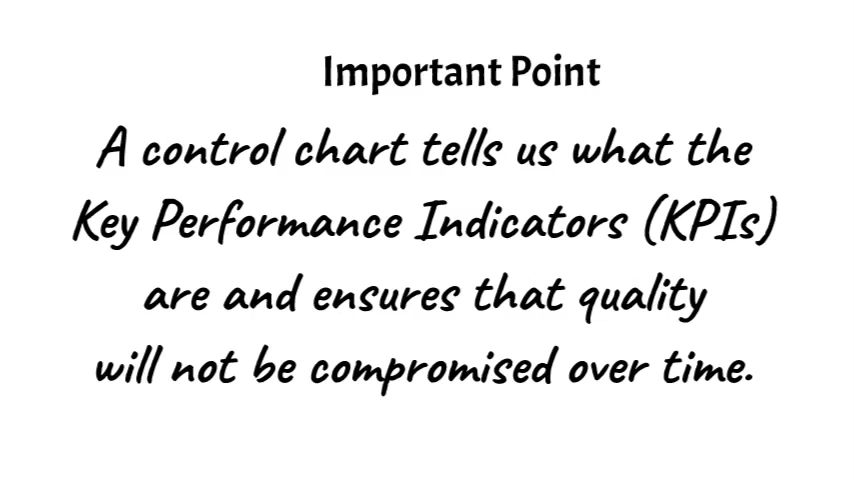 Important Point
A control chart tells us what the
Key Performance Indicators (KPIs)
are and ensures that quality
will not be compromised over time.